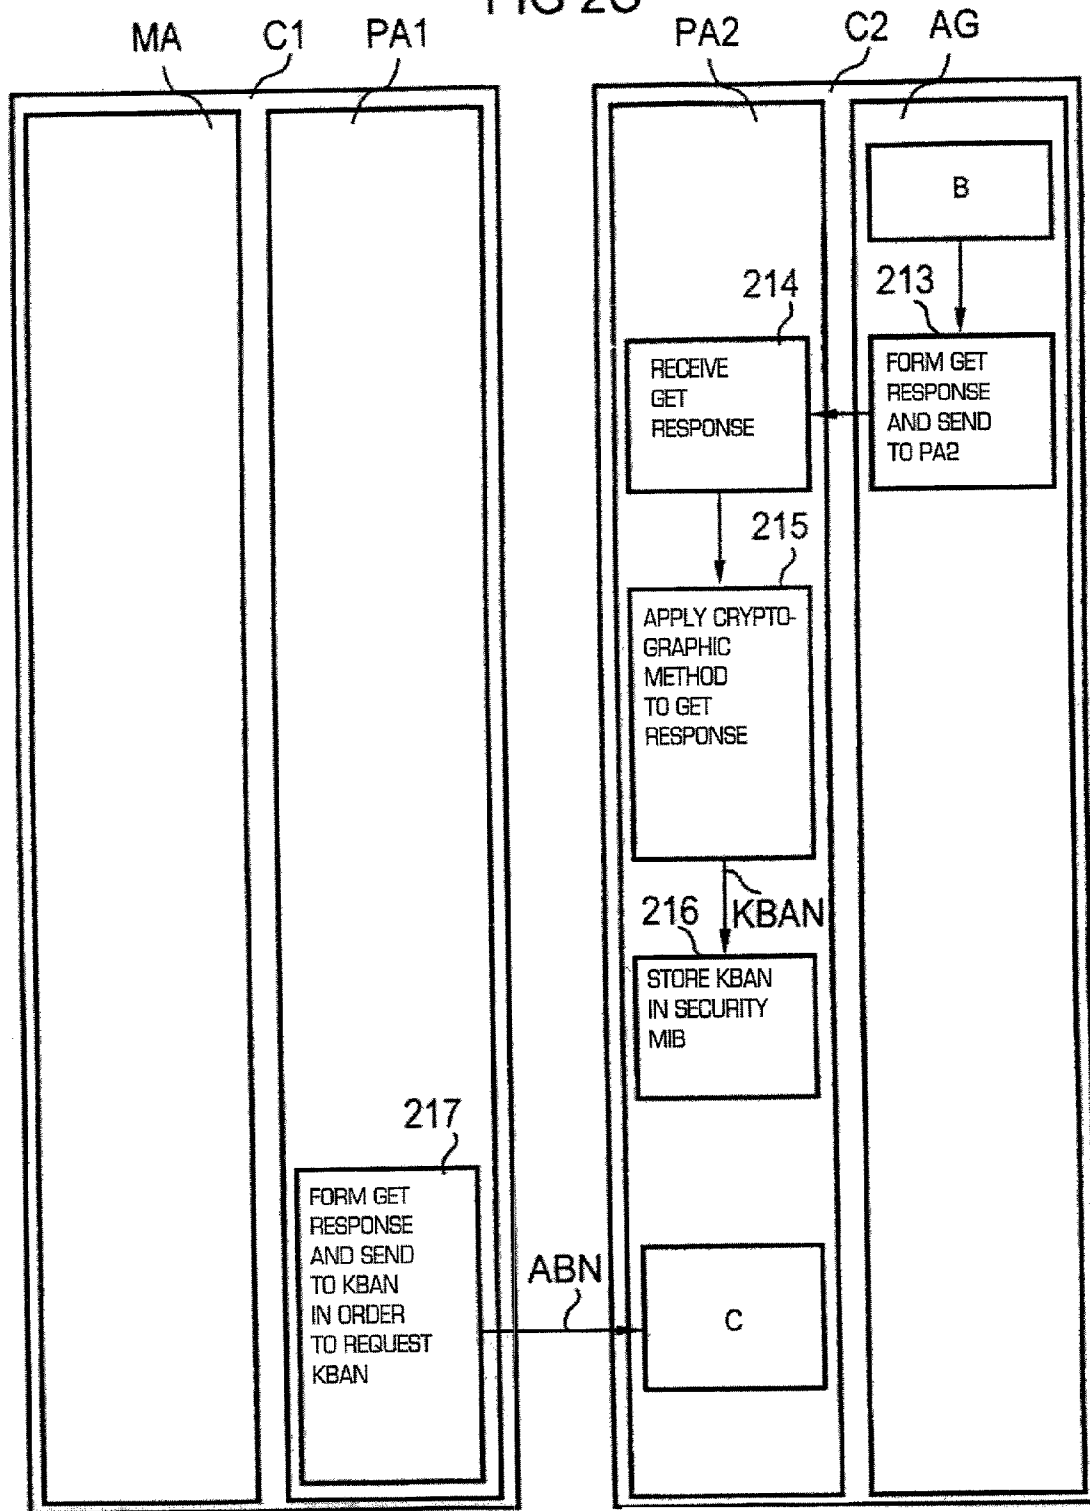 FIG 2C
MA C1 PA1 PA2 C2 AG
B
213
214
FORM GET
RESPONSE
AND SEND
TO PA2
RECEIVE
GET
RESPONSE
215
APPLY CRYPTO-
GRAPHIC
METHOD
TO GET
RESPONSE
KBAN
216
STORE KBAN
IN SECURITY
MIB
217
FORM GET
RESPONSE
AND SEND
TO KBAN
IN ORDER
TO REQUEST
KBAN
ABN
C